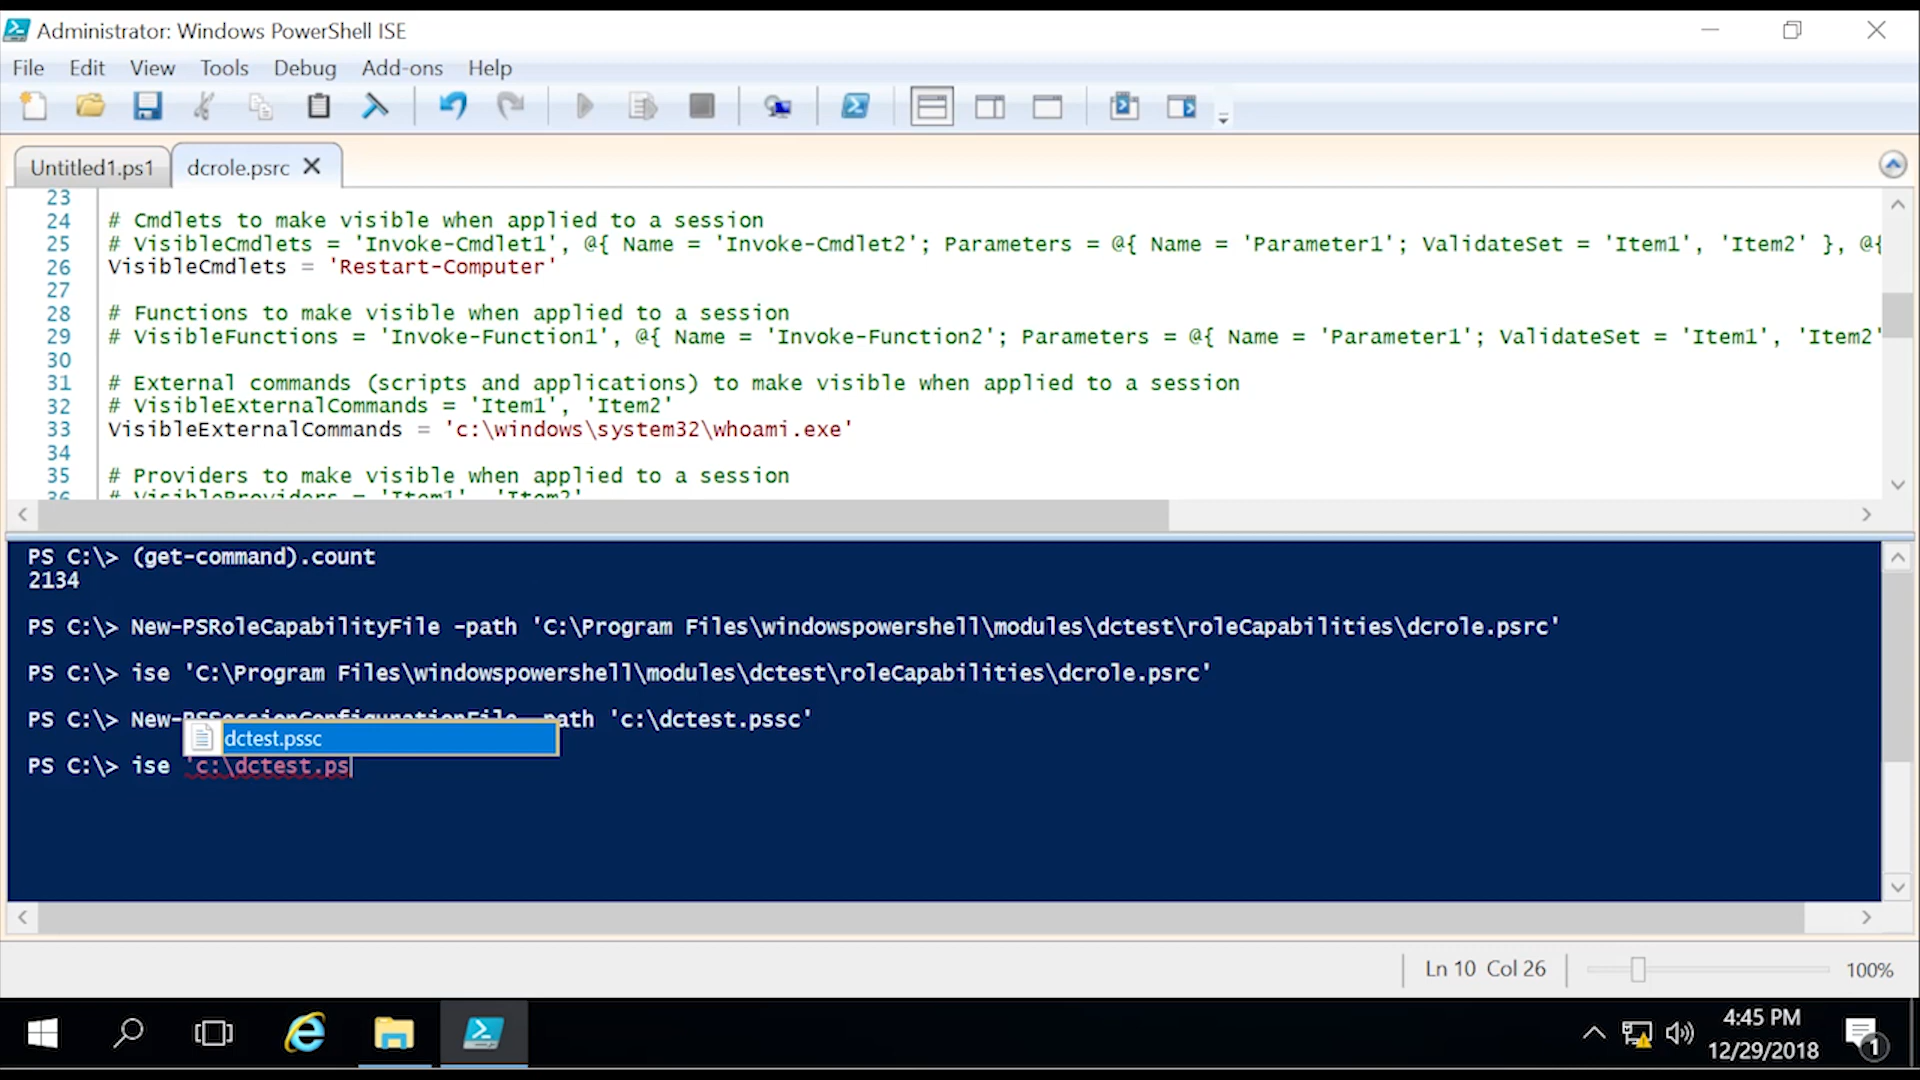 Administrator: Windows PowerShell ISE
File Edit View Tools Debug Add-ons Help
Untitled1.ps1 dcrole.psrc
23
24 # Cmdlets to make visible when applied to a session
25 # VisibleCmdlets = 'Invoke-Cmdlet1', @{ Name = 'Invoke-Cmdlet2'; Parameters = @{ Name = 'Parameter1'; ValidateSet = 'Item1', 'Item2' }, @{
26 VisibleCmdlets = 'Restart-Computer'
27
28 # Functions to make visible when applied to a session
29 # VisibleFunctions = 'Invoke-Function1', @{ Name = 'Invoke-Function2'; Parameters = @{ Name = 'Parameter1'; ValidateSet = 'Item1', 'Item2'
30
31 # External commands (scripts and applications) to make visible when applied to a session
32 # VisibleExternalCommands = 'Item1', 'Item2'
33 VisibleExternalCommands = 'c:\windows\system32\whoami.exe'
34
35 # Providers to make visible when applied to a session
36 # VisibleProviders = 'Item1', 'Item2'
PS C:\> (get-command).count
2134
PS C:\> New-PSRoleCapabilityFile -path 'C:\Program Files\windowspowershell\modules\dctest\roleCapabilities\dcrole.psrc'
PS C:\> ise 'C:\Program Files\windowspowershell\modules\dctest\roleCapabilities\dcrole.psrc'
PS C:\> New-PSSessionConfigurationFile -path 'c:\dctest.pssc'
dctest.pssc
PS C:\> ise 'c:\dctest.ps
Ln 10 Col 26
100%
4:45 PM
12/29/2018
1